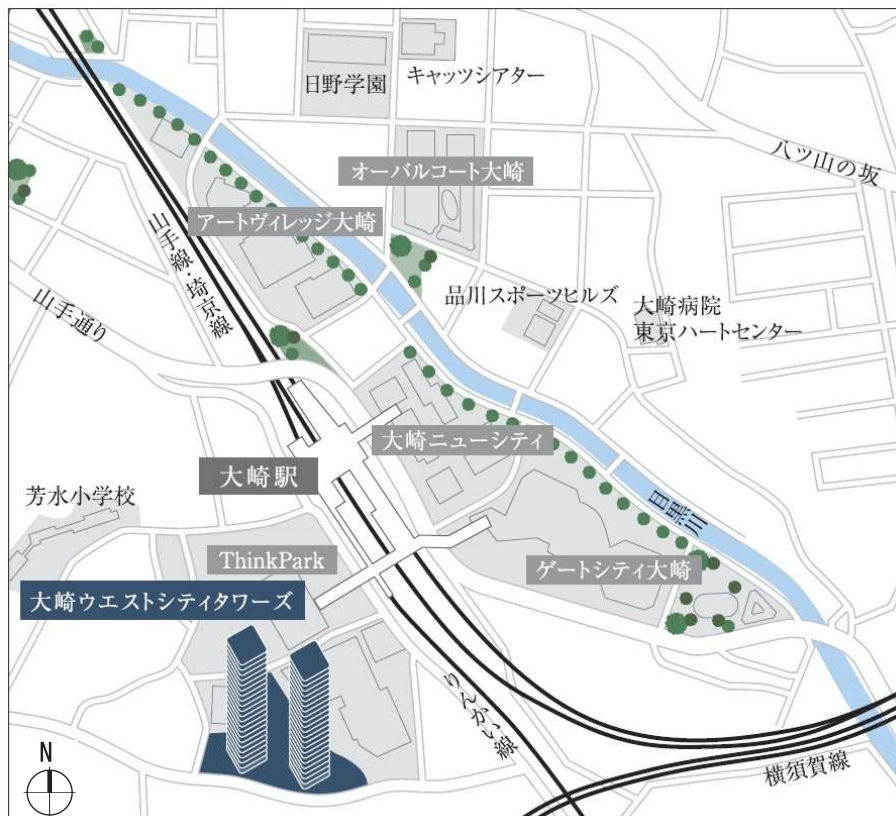 日野学園
キャッツシアター
八ツ山の坂
オーバルコート大崎
アートヴィレッジ大崎
山手線・埼京線
品川スポーツヒルズ
大崎病院
東京ハートセンター
山手通り
大崎ニューシティ
大崎駅
芳水小学校
目黒川
ThinkPark
ゲートシティ大崎
大崎ウエストシティタワーズ
りんかい線
横須賀線
N